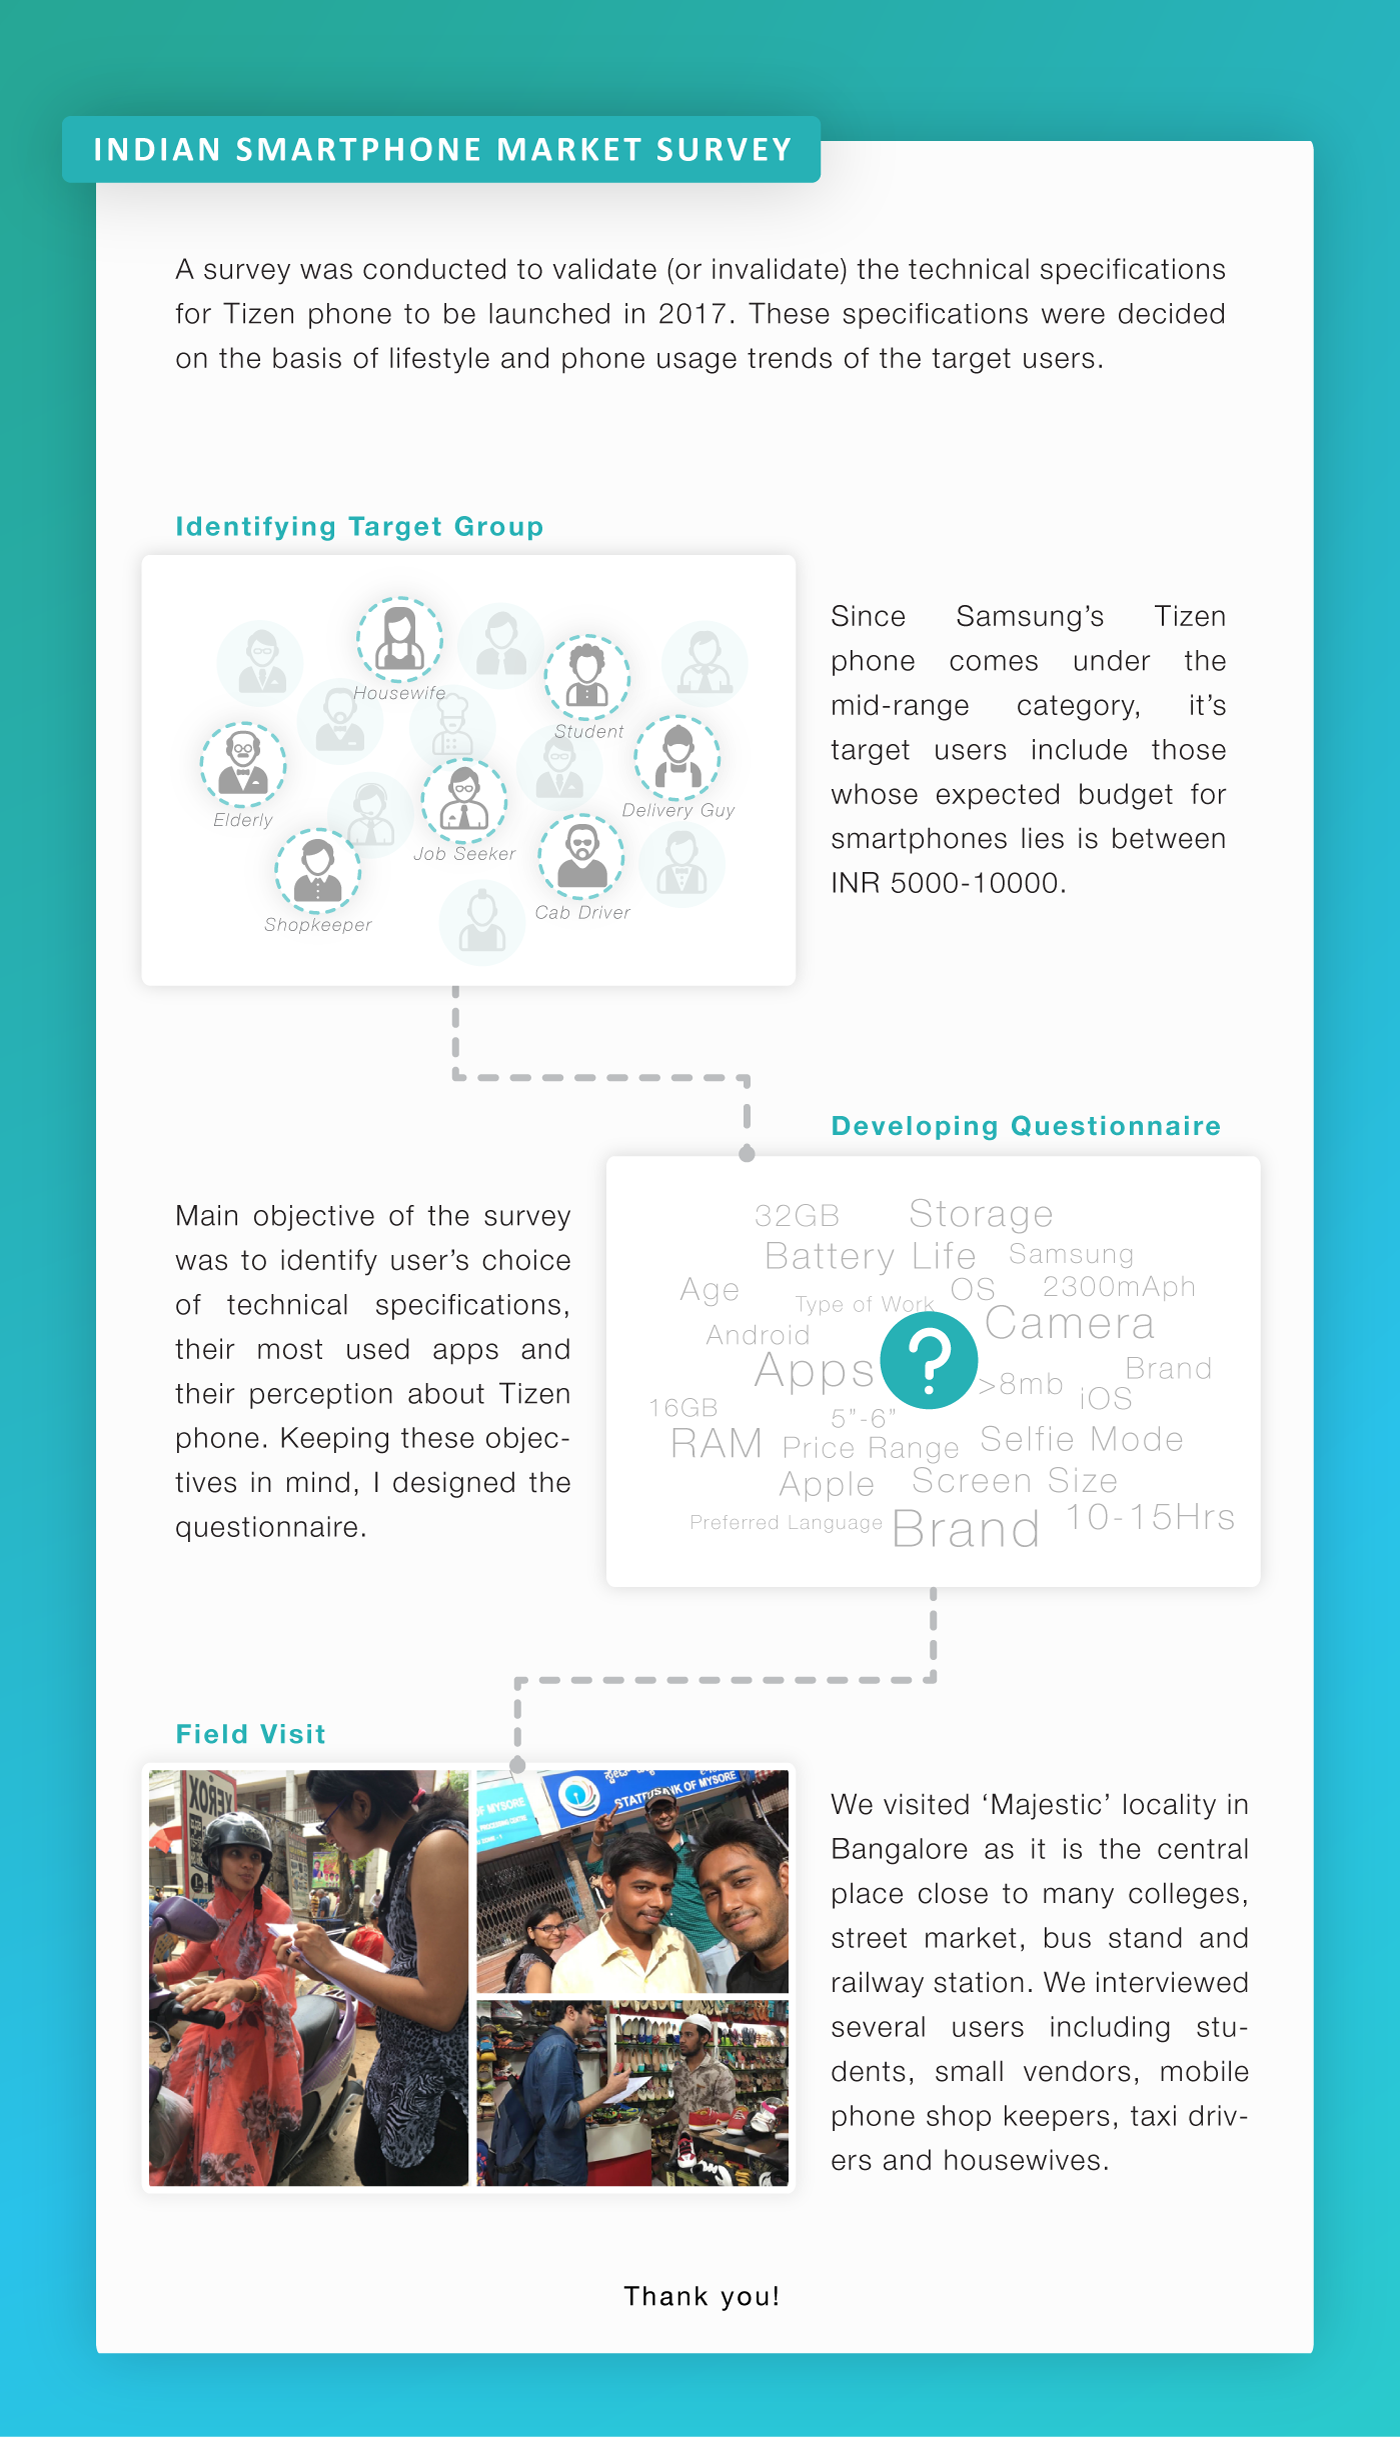 INDIAN SMARTPHONE MARKET SURVEY
A survey was conducted to validate (or invalidate) the technical specifications
for Tizen phone to be launched in 2017. These specifications were decided
on the basis of lifestyle and phone usage trends of the target users.
Identifying Target Group
Housewife
Student
Elderly
Delivery Guy
Job Seeker
Cab Driver
Shopkeeper
Since Samsung’s Tizen
phone comes under the
mid-range category, it’s
target users include those
whose expected budget for
smartphones lies is between
INR 5000-10000.
Developing Questionnaire
Main objective of the survey
was to identify user’s choice
of technical specifications,
their most used apps and
their perception about Tizen
phone. Keeping these objec-
tives in mind, I designed the
questionnaire.
32GB Storage
Battery Life Samsung
Age Type of Work OS 2300mAph
Android Camera
Apps ? >8mb Brand
16GB 5”-6” iOS
RAM Price Range Selfie Mode
Apple Screen Size
Preferred Language Brand 10-15Hrs
Field Visit
XEROX
OF MYSORE
STATE BANK OF MYSORE
We visited ‘Majestic’ locality in
Bangalore as it is the central
place close to many colleges,
street market, bus stand and
railway station. We interviewed
several users including stu-
dents, small vendors, mobile
phone shop keepers, taxi driv-
ers and housewives.
Thank you!